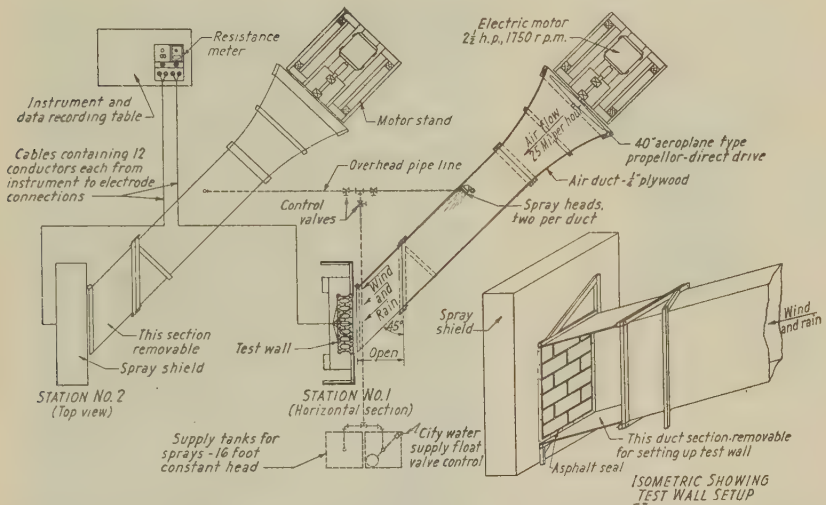 Resistance
meter
Electric motor
2½ h.p., 1750 r.p.m.
Instrument and
data recording table
Motor stand
Air flow
25 Mi. per hour
Cables containing 12
conductors each from
instrument to electrode
connections
Overhead pipe line
40" aeroplane type
propellor-direct drive
Air duct-¼" plywood
Control
valves
Spray heads,
two per duct
Wind
and
Rain
45°
Test wall
Open
Spray
shield
Wind
and rain
This section
removable
Spray shield
STATION No.2
(Top view)
STATION No.1
(Horizontal section)
Supply tanks for
sprays-16 foot
constant head
City water
supply float
valve control
This duct section-removable
for setting up test wall
Asphalt seal
ISOMETRIC SHOWING
TEST WALL SETUP